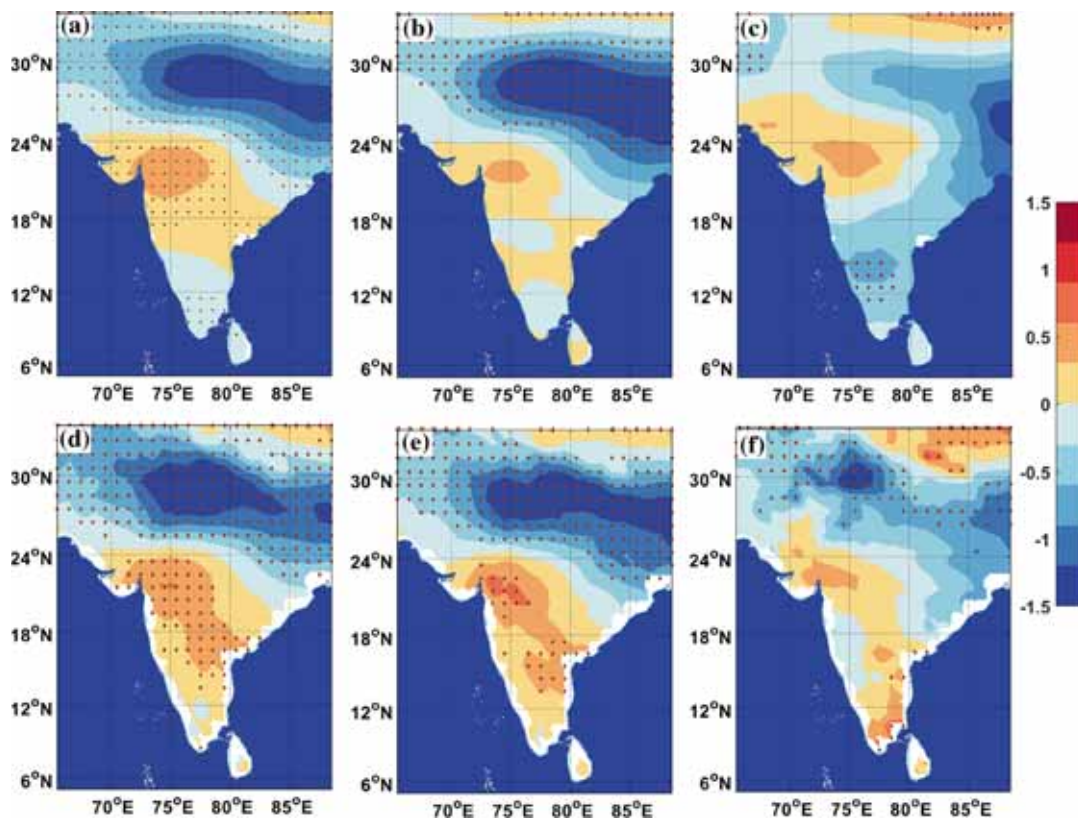 (a) (b) (c)
30°N 30°N 30°N
24°N 24°N 24°N
18°N 18°N 18°N
12°N 12°N 12°N
6°N 6°N 6°N
70°E 75°E 80°E 85°E 70°E 75°E 80°E 85°E 70°E 75°E 80°E 85°E
(d) (e) (f)
30°N 30°N 30°N
24°N 24°N 24°N
18°N 18°N 18°N
12°N 12°N 12°N
6°N 6°N 6°N
70°E 75°E 80°E 85°E 70°E 75°E 80°E 85°E 70°E 75°E 80°E 85°E
1.5
1
0.5
0
-0.5
-1
-1.5